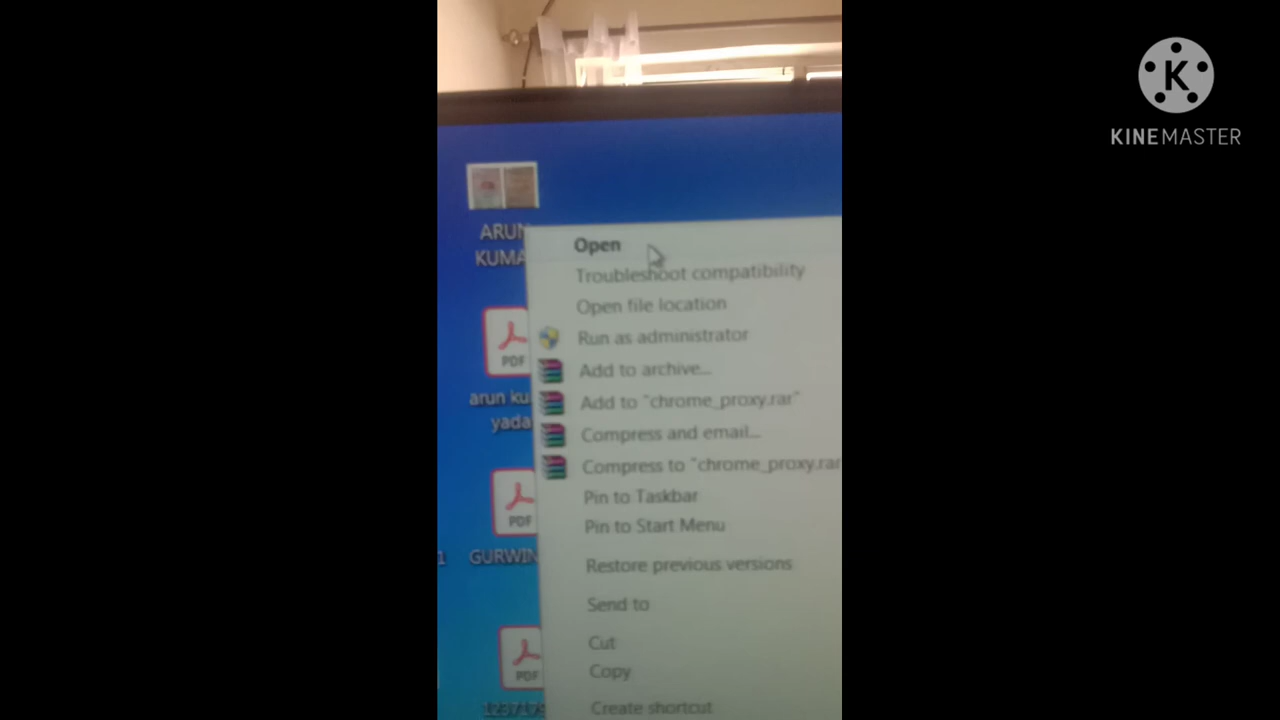 K
KINEMASTER
ARUN
KUMA
Open
Troubleshoot compatibility
Open file location
Run as administrator
Add to archive...
Add to "chrome_proxy.rar"
Compress and email...
Compress to "chrome_proxy.rar
Pin to Taskbar
Pin to Start Menu
Restore previous versions
Send to
Cut
Copy
Create shortcut
PDF
arun ku
yada
PDF
1
GURWIN
PDF